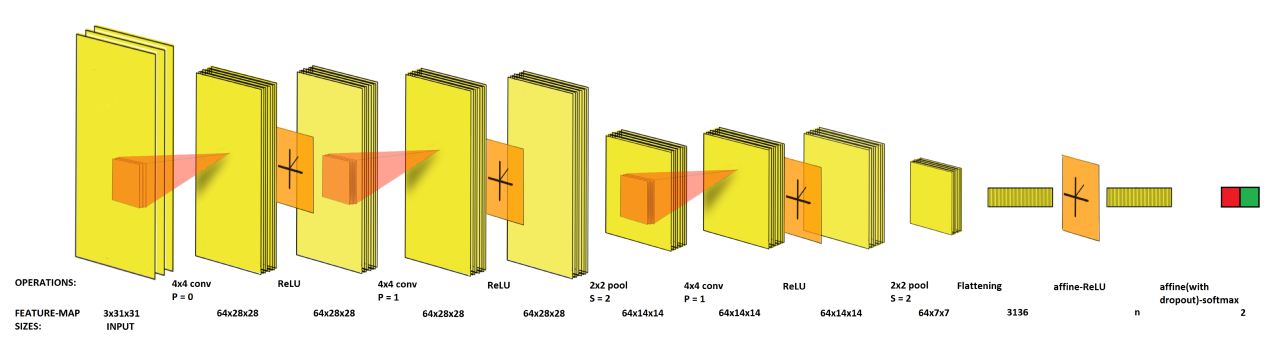 OPERATIONS: 4x4 conv ReLU 4x4 conv ReLU 2x2 pool 4x4 conv ReLU 2x2 pool Flattening affine-ReLU affine(with
P = 0 P = 1 S = 2 P = 1 S = 2 dropout)-softmax
FEATURE-MAP 3x31x31 64x28x28 64x28x28 64x28x28 64x28x28 64x14x14 64x14x14 64x14x14 64x7x7 3136 n 2
SIZES: INPUT